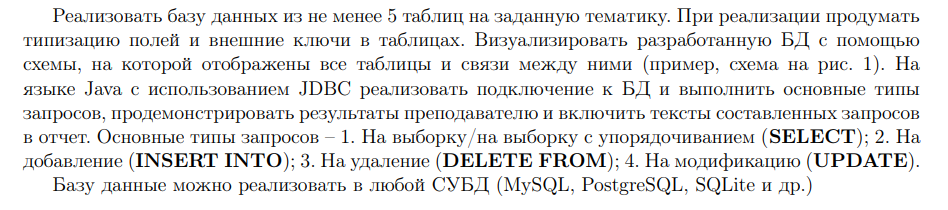 Реализовать базу данных из не менее 5 таблиц на заданную тематику. При реализации продумать
типизацию полей и внешние ключи в таблицах. Визуализировать разработанную БД с помощью
схемы, на которой отображены все таблицы и связи между ними (пример, схема на рис. 1). На
языке Java с использованием JDBC реализовать подключение к БД и выполнить основные типы
запросов, продемонстрировать результаты преподавателю и включить тексты составленных запросов
в отчет. Основные типы запросов – 1. На выборку/на выборку с упорядочиванием (SELECT); 2. На
добавление (INSERT INTO); 3. На удаление (DELETE FROM); 4. На модификацию (UPDATE).
Базу данные можно реализовать в любой СУБД (MySQL, PostgreSQL, SQLite и др.)